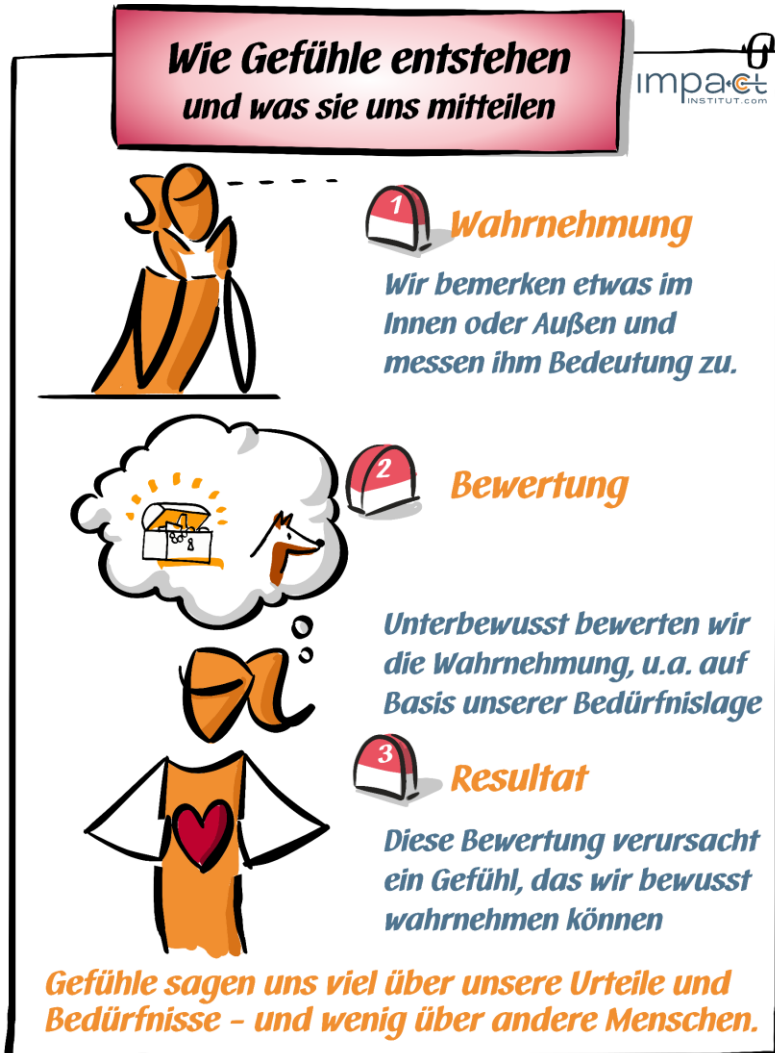 Wie Gefühle entstehen
und was sie uns mitteilen
impact
INSTITUT.com
1
Wahrnehmung
Wir bemerken etwas im
Innen oder Außen und
messen ihm Bedeutung zu.
2
Bewertung
Unterbewusst bewerten wir
die Wahrnehmung, u.a. auf
Basis unserer Bedürfnislage
3
Resultat
Diese Bewertung verursacht
ein Gefühl, das wir bewusst
wahrnehmen können
Gefühle sagen uns viel über unsere Urteile und
Bedürfnisse – und wenig über andere Menschen.